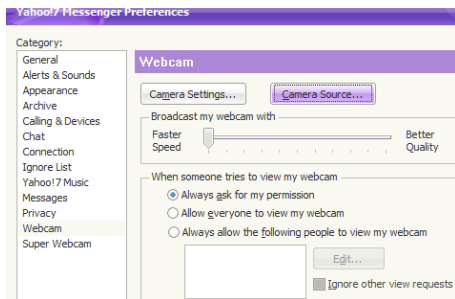 Yahoo!7 Messenger Preferences
Category:
General
Alerts & Sounds
Appearance
Archive
Calling & Devices
Chat
Connection
Ignore List
Yahoo!7 Music
Messages
Privacy
Webcam
Super Webcam
Webcam
Camera Settings...
Camera Source...
Broadcast my webcam with
Faster Speed
Better Quality
When someone tries to view my webcam
Always ask for my permission
Allow everyone to view my webcam
Always allow the following people to view my webcam
Edit...
Ignore other view requests